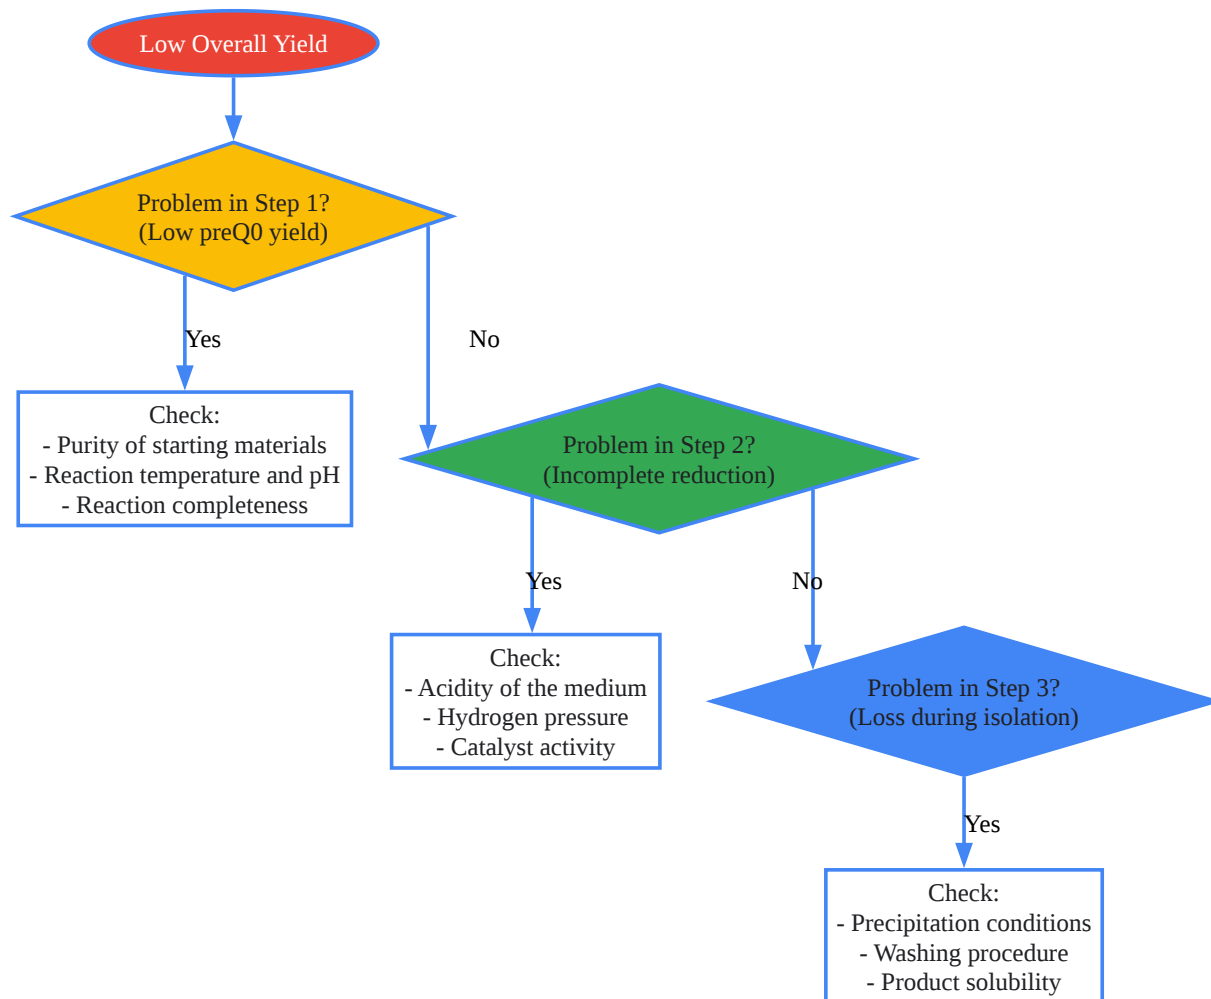 Low Overall Yield
Problem in Step 1?
(Low preQ0 yield)
Yes
No
Check:
- Purity of starting materials
- Reaction temperature and pH
- Reaction completeness
Problem in Step 2?
(Incomplete reduction)
Yes
No
Check:
- Acidity of the medium
- Hydrogen pressure
- Catalyst activity
Problem in Step 3?
(Loss during isolation)
Yes
Check:
- Precipitation conditions
- Washing procedure
- Product solubility